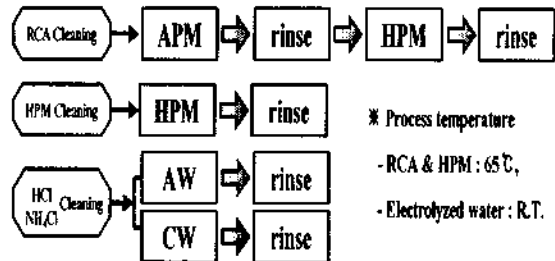 RCA Cleaning APM rinse HPM rinse
HPM Cleaning HPM rinse
※ Process temperature
- RCA & HPM : 65℃,
- Electrolyzed water : R.T.
HCl
NH₄Cl Cleaning
AW rinse
CW rinse